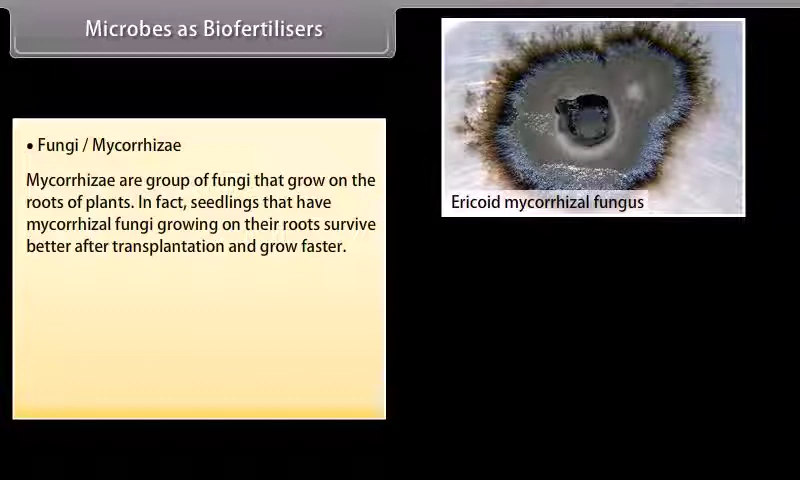 Microbes as Biofertilisers
• Fungi / Mycorrhizae
Mycorrhizae are group of fungi that grow on the
roots of plants. In fact, seedlings that have
mycorrhizal fungi growing on their roots survive
better after transplantation and grow faster.
Ericoid mycorrhizal fungus